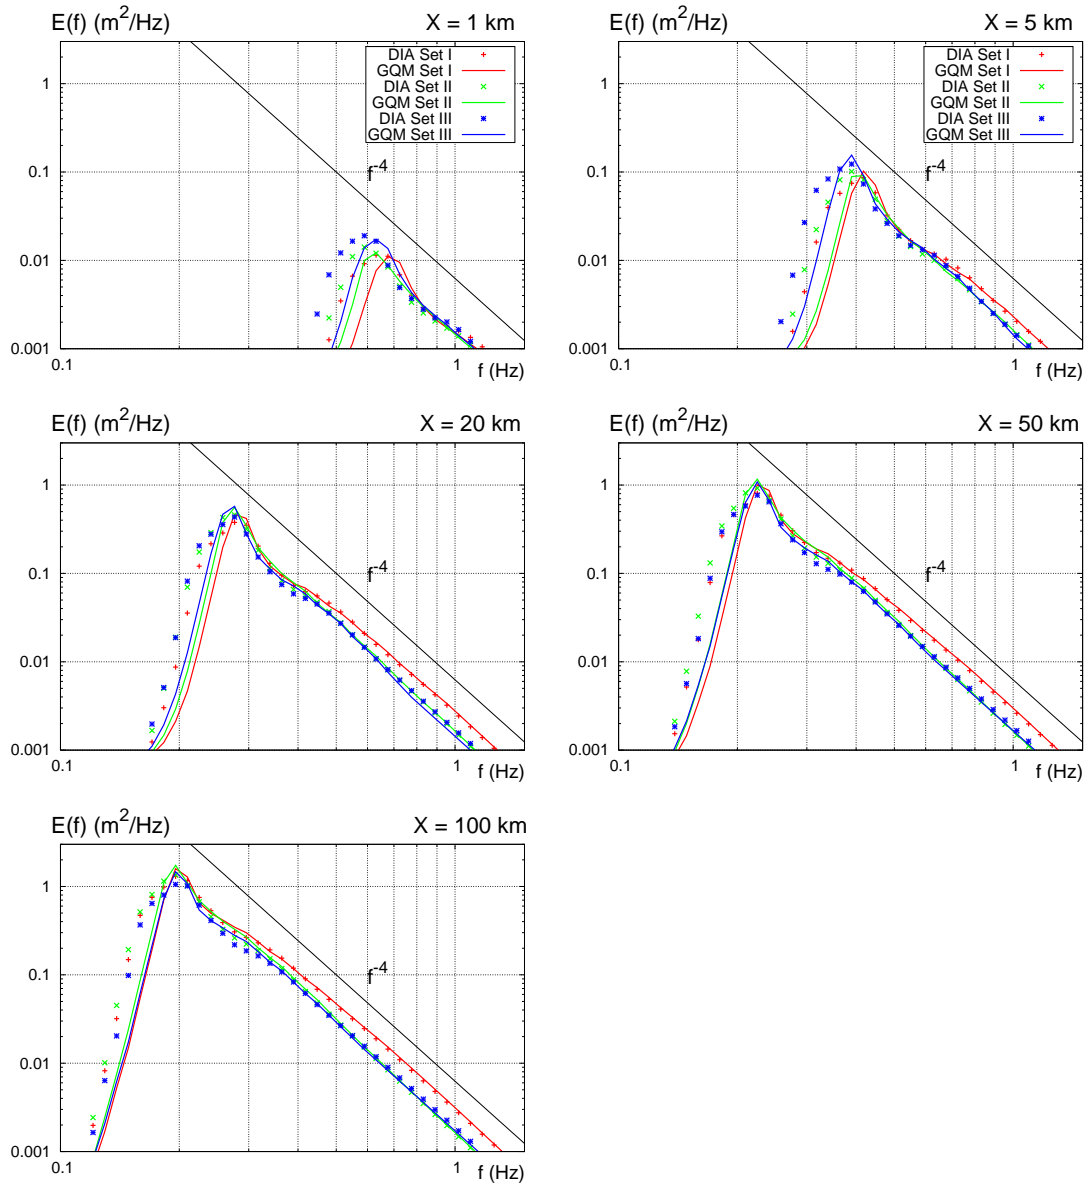 E(f) (m²/Hz) X = 1 km
DIA Set I
GQM Set I
DIA Set II
GQM Set II
DIA Set III
GQM Set III
1
0.1
f⁻⁴
0.01
0.001
0.1 1
f (Hz)
E(f) (m²/Hz) X = 5 km
DIA Set I
GQM Set I
DIA Set II
GQM Set II
DIA Set III
GQM Set III
1
0.1
f⁻⁴
0.01
0.001
0.1 1
f (Hz)
E(f) (m²/Hz) X = 20 km
1
0.1
f⁻⁴
0.01
0.001
0.1 1
f (Hz)
E(f) (m²/Hz) X = 50 km
1
0.1
f⁻⁴
0.01
0.001
0.1 1
f (Hz)
E(f) (m²/Hz) X = 100 km
1
0.1
f⁻⁴
0.01
0.001
0.1 1
f (Hz)